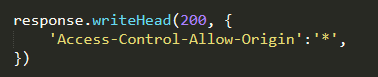 response.writeHead(200, {
    'Access-Control-Allow-Origin':'*',
})